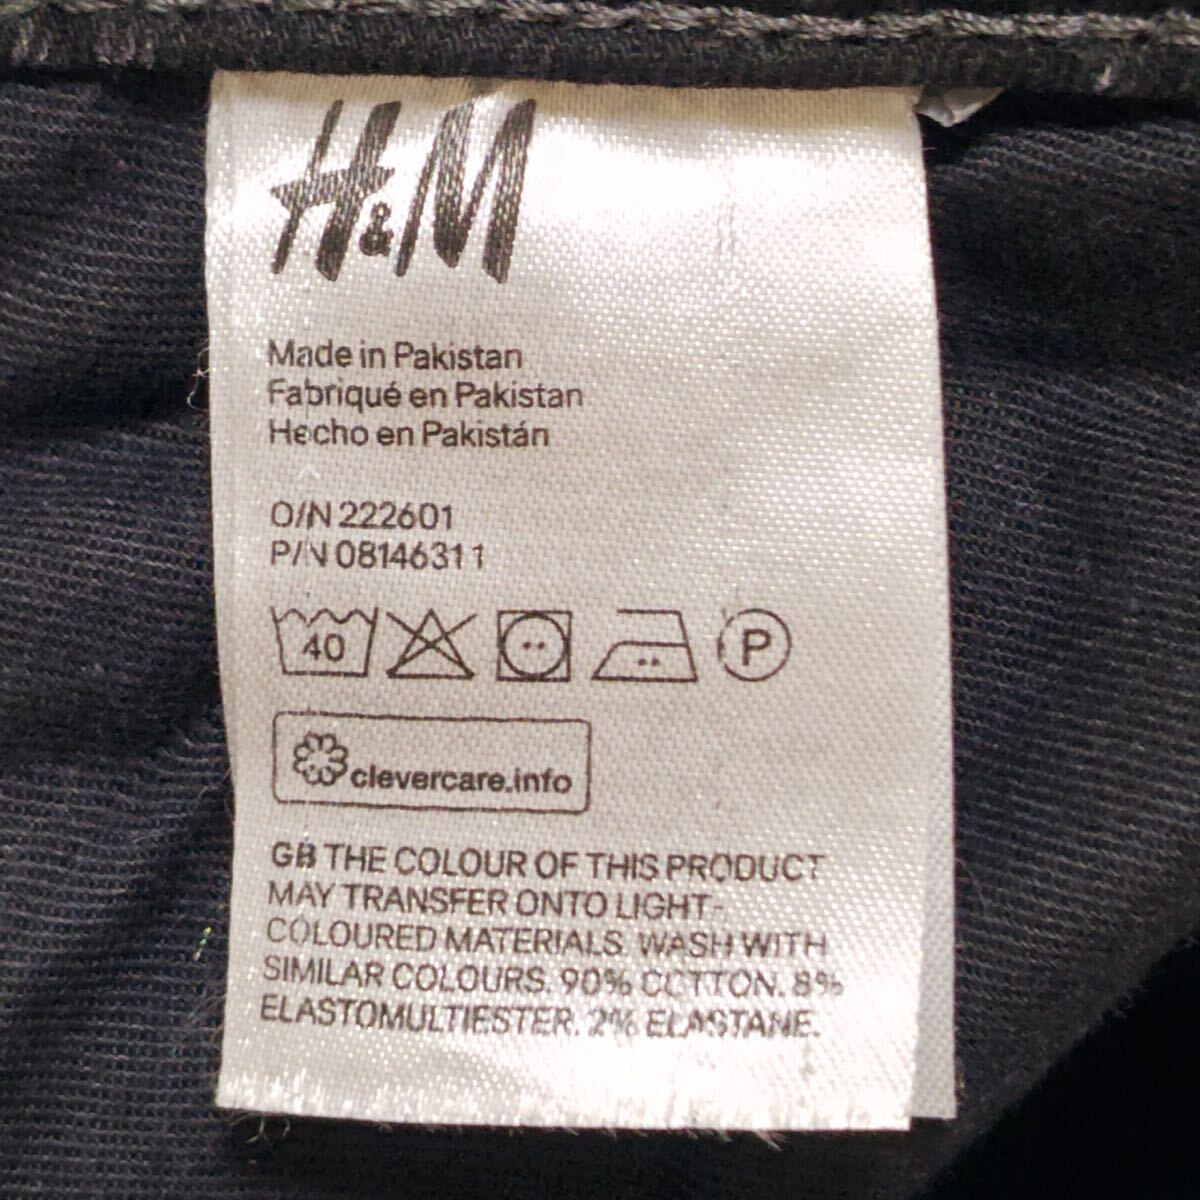 H&M
Made in Pakistan
Fabriqué en Pakistan
Hecho en Pakistán
O/N 222601
P/N 08146311
40 P
clevercare.info
GB THE COLOUR OF THIS PRODUCT
MAY TRANSFER ONTO LIGHT-
COLOURED MATERIALS. WASH WITH
SIMILAR COLOURS. 90% COTTON. 8%
ELASTOMULTIESTER. 2% ELASTANE.